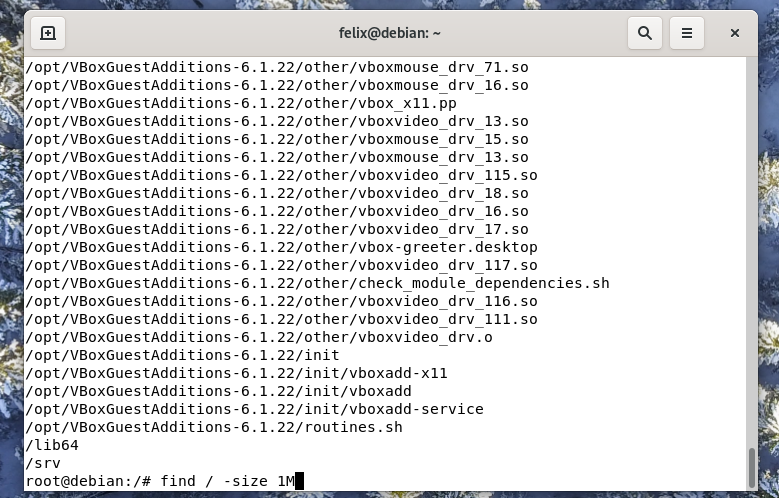 felix@debian: ~
/opt/VBoxGuestAdditions-6.1.22/other/vboxmouse_drv_71.so
/opt/VBoxGuestAdditions-6.1.22/other/vboxmouse_drv_16.so
/opt/VBoxGuestAdditions-6.1.22/other/vbox_x11.pp
/opt/VBoxGuestAdditions-6.1.22/other/vboxvideo_drv_13.so
/opt/VBoxGuestAdditions-6.1.22/other/vboxmouse_drv_15.so
/opt/VBoxGuestAdditions-6.1.22/other/vboxmouse_drv_13.so
/opt/VBoxGuestAdditions-6.1.22/other/vboxvideo_drv_115.so
/opt/VBoxGuestAdditions-6.1.22/other/vboxvideo_drv_18.so
/opt/VBoxGuestAdditions-6.1.22/other/vboxvideo_drv_16.so
/opt/VBoxGuestAdditions-6.1.22/other/vboxvideo_drv_17.so
/opt/VBoxGuestAdditions-6.1.22/other/vbox-greeter.desktop
/opt/VBoxGuestAdditions-6.1.22/other/vboxvideo_drv_117.so
/opt/VBoxGuestAdditions-6.1.22/other/check_module_dependencies.sh
/opt/VBoxGuestAdditions-6.1.22/other/vboxvideo_drv_116.so
/opt/VBoxGuestAdditions-6.1.22/other/vboxvideo_drv_111.so
/opt/VBoxGuestAdditions-6.1.22/other/vboxvideo_drv.o
/opt/VBoxGuestAdditions-6.1.22/init
/opt/VBoxGuestAdditions-6.1.22/init/vboxadd-x11
/opt/VBoxGuestAdditions-6.1.22/init/vboxadd
/opt/VBoxGuestAdditions-6.1.22/init/vboxadd-service
/opt/VBoxGuestAdditions-6.1.22/routines.sh
/lib64
/srv
root@debian:/# find / -size 1M